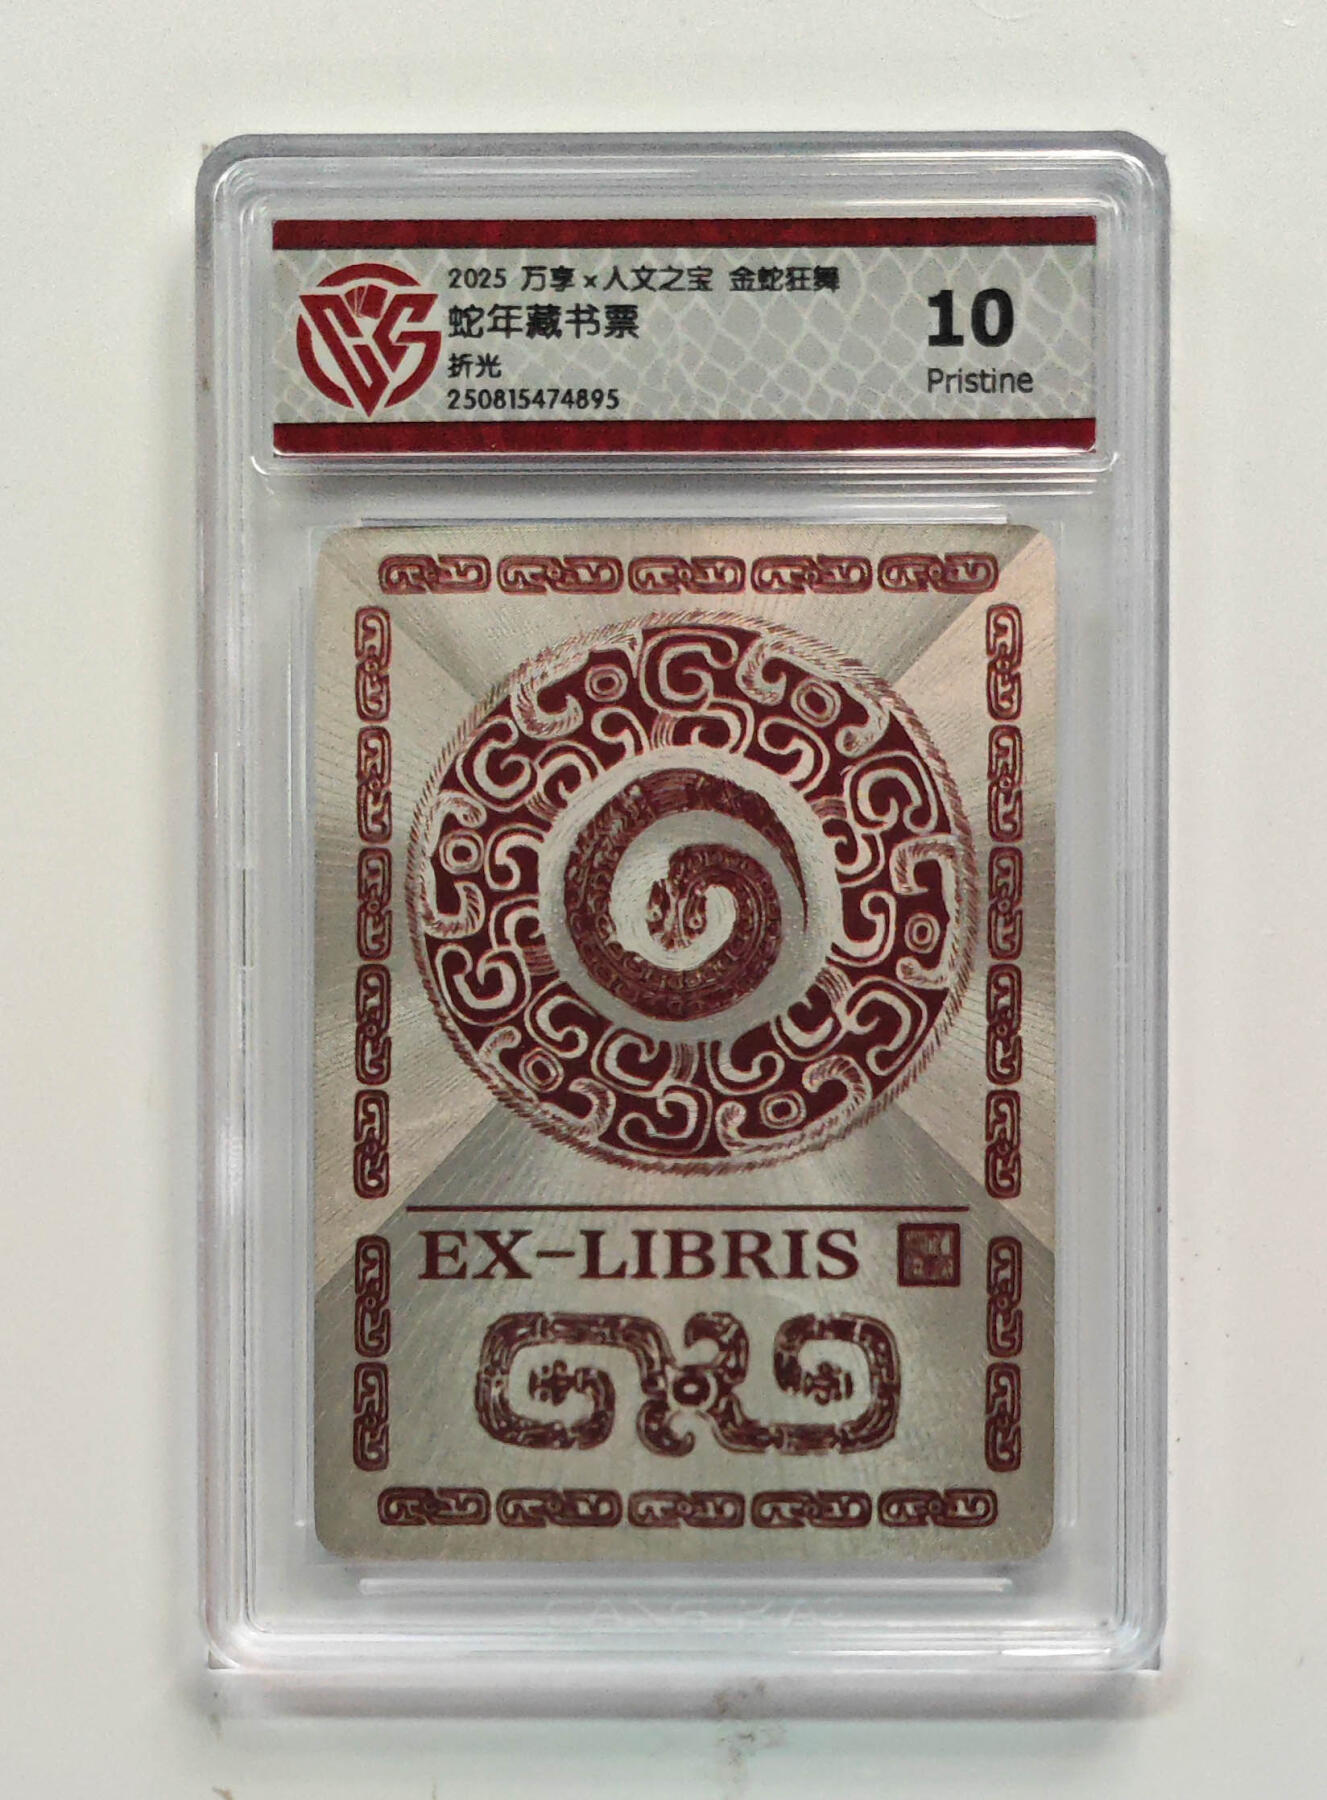 2025 万享 x 人文之宝 金蛇狂舞
蛇年藏书票
折光
250815474895
10
Pristine
EX-LIBRIS